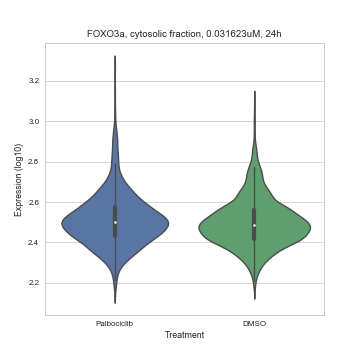 FOXO3a, cytosolic fraction, 0.031623uM, 24h
3.2
3.0
2.8
2.6
2.4
2.2
Expression (log10)
Palbociclib
DMSO
Treatment